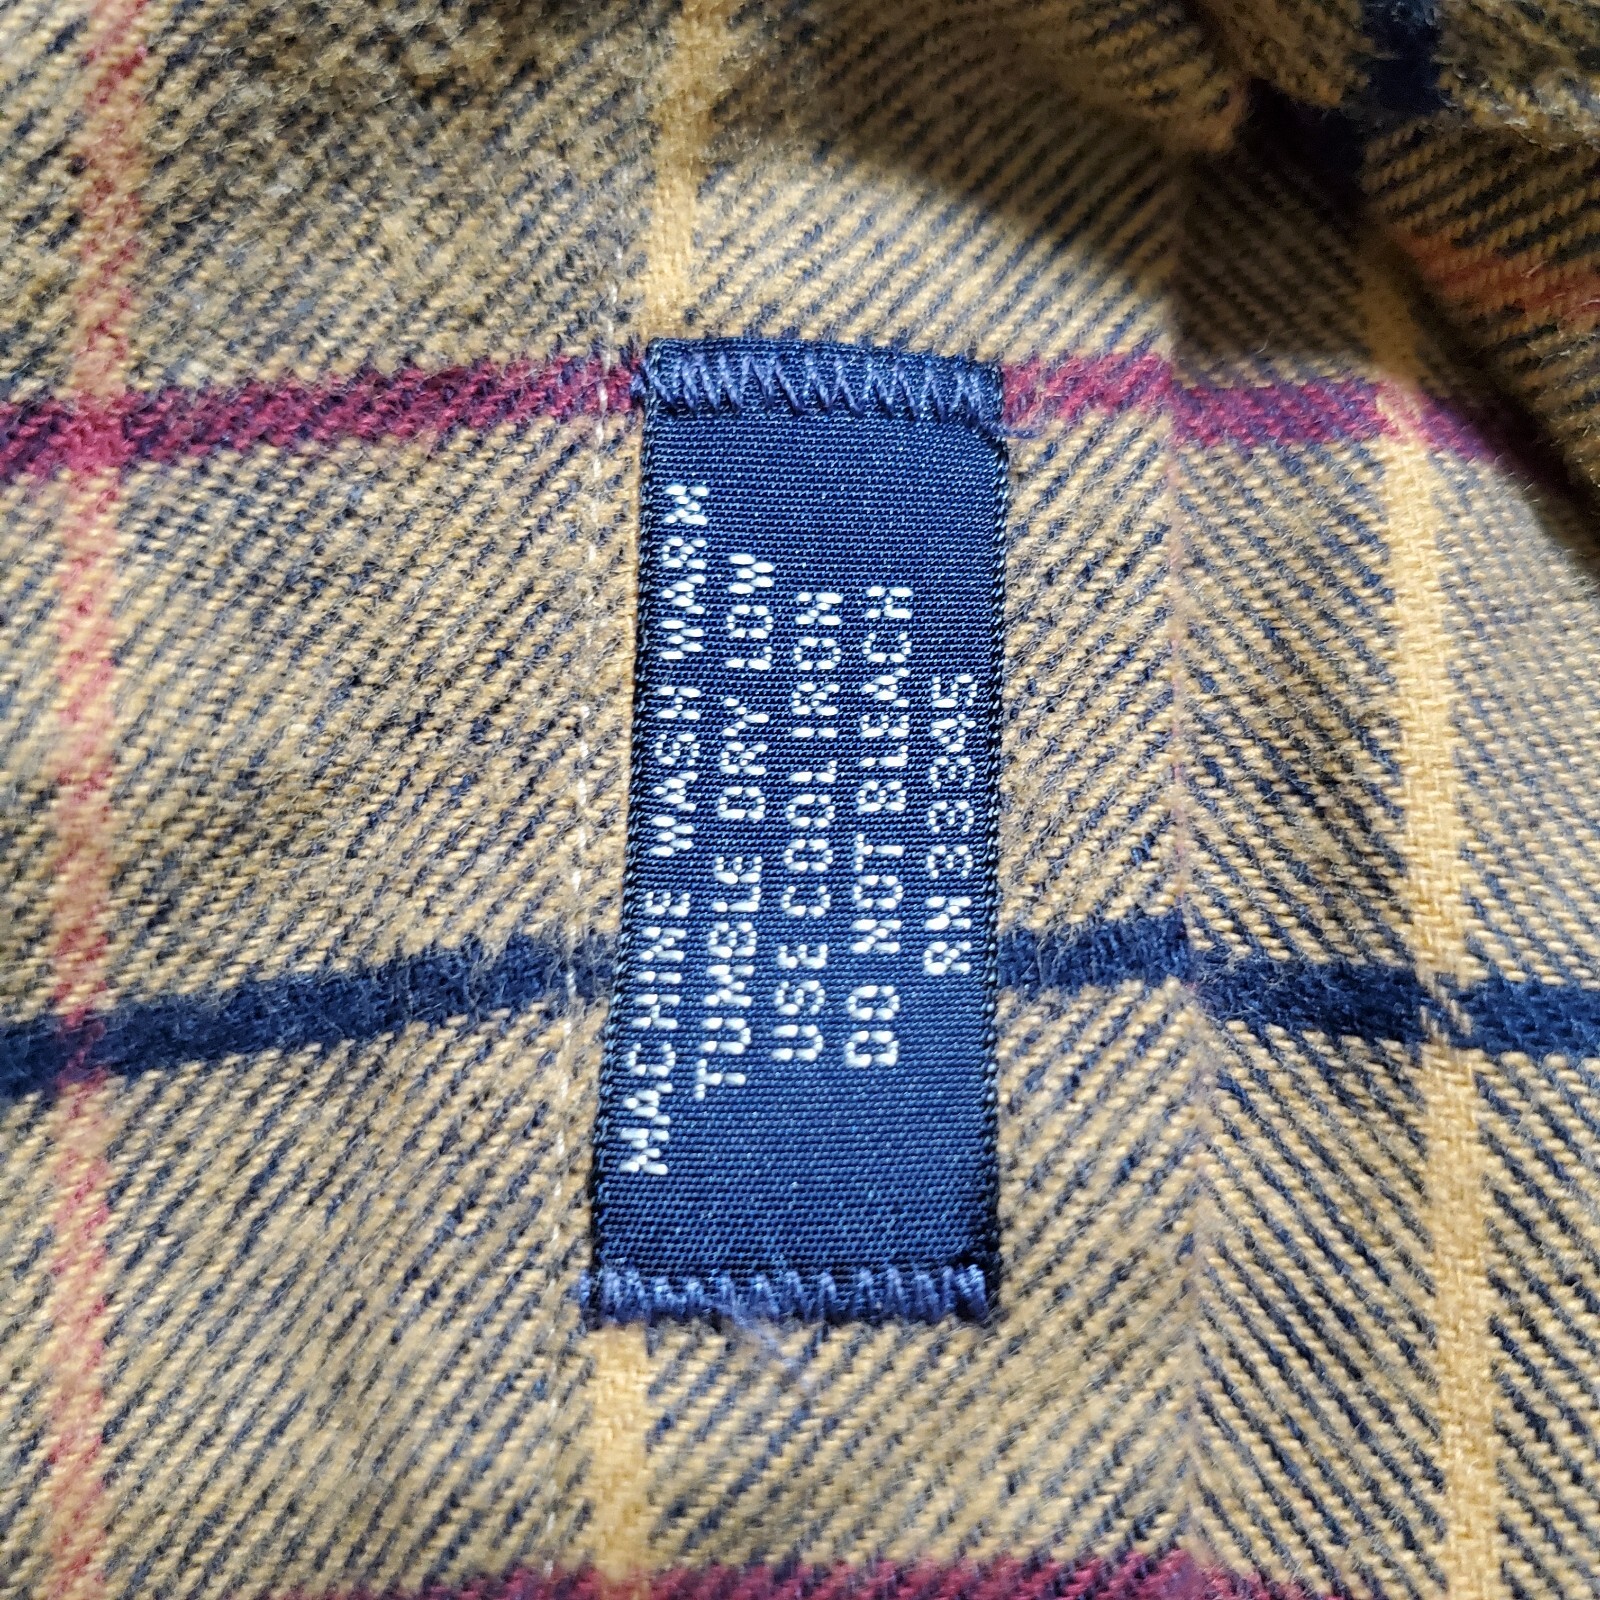 MACHINE WASH WARM
TUMBLE DRY LOW
USE COOL IRON
DO NOT BLEACH
RN 33345